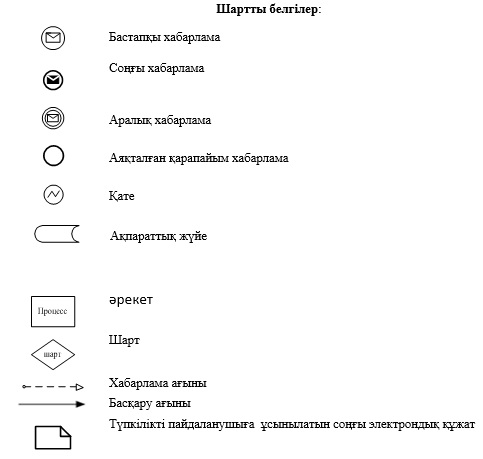 Шартты белгілер:
Бастапқы хабарлама
Соңғы хабарлама
Аралық хабарлама
Аяқталған қарапайым хабарлама
Қате
Ақпараттық жүйе
Процесс
әрекет
шарт
Шарт
Хабарлама ағыны
Басқару ағыны
Түпкілікті пайдаланушыға ұсынылатын соңғы электрондық құжат